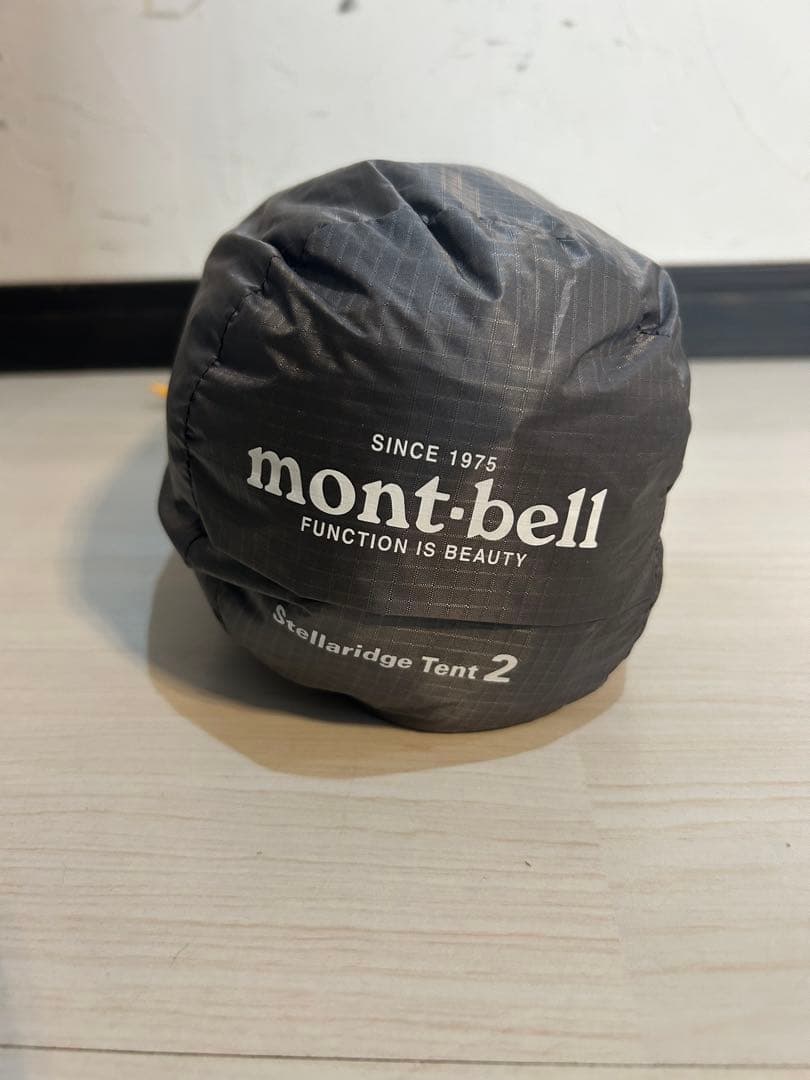 SINCE 1975
mont·bell
FUNCTION IS BEAUTY
Stellaridge Tent 2